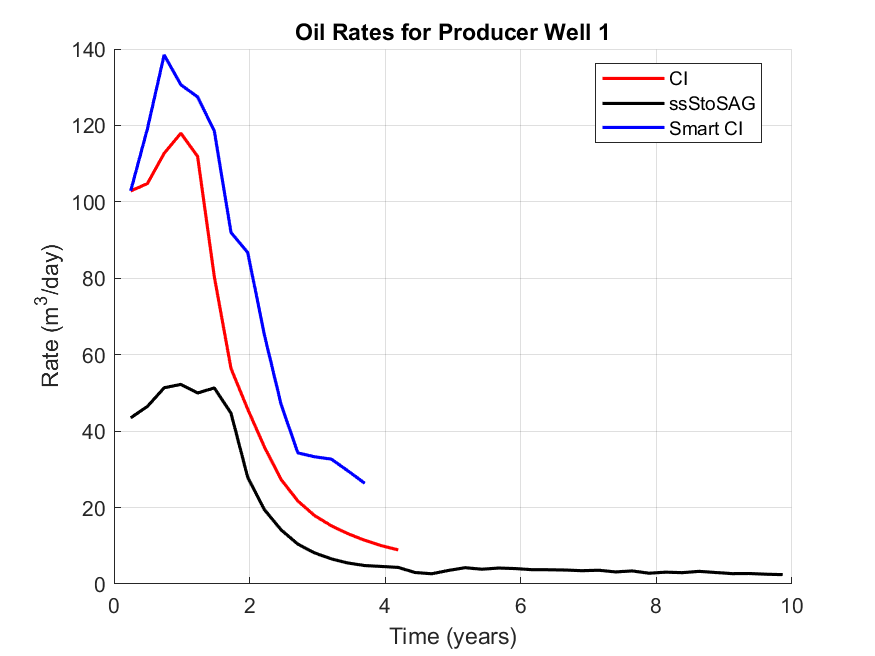 Oil Rates for Producer Well 1
CI
ssStoSAG
Smart CI
Rate (m³/day)
140
120
100
80
60
40
20
0
0 2 4 6 8 10
Time (years)